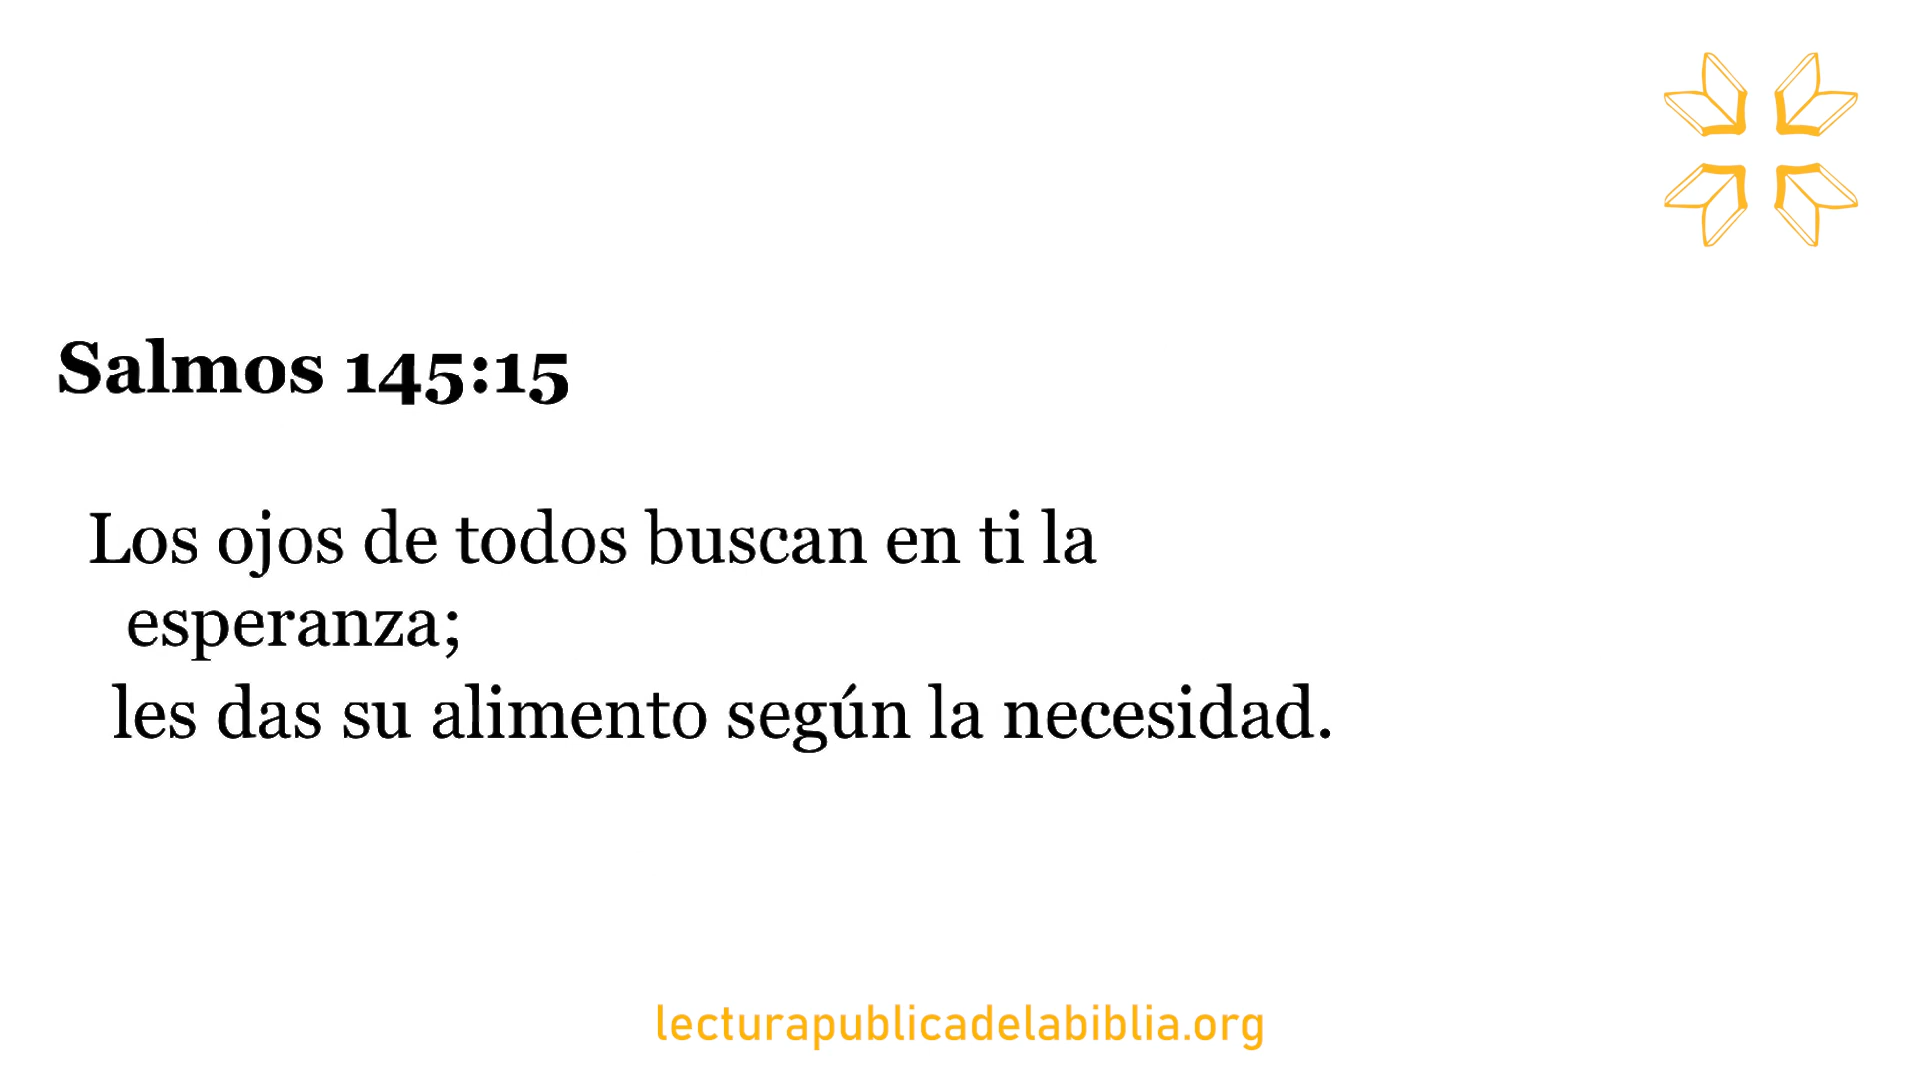 Salmos 145:15
Los ojos de todos buscan en ti la
esperanza;
les das su alimento según la necesidad.
lecturapublicadelabiblia.org